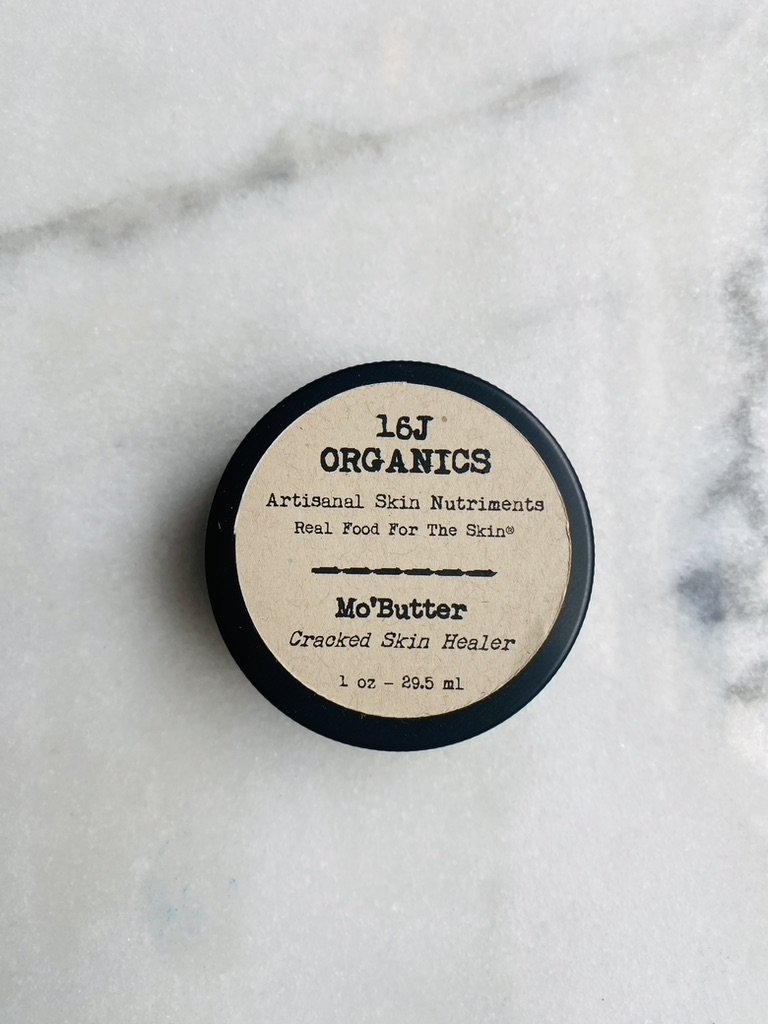 16J
ORGANICS
Artisanal Skin Nutriments
Real Food For The Skin®
Mo'Butter
Cracked Skin Healer
1 oz – 29.5 ml